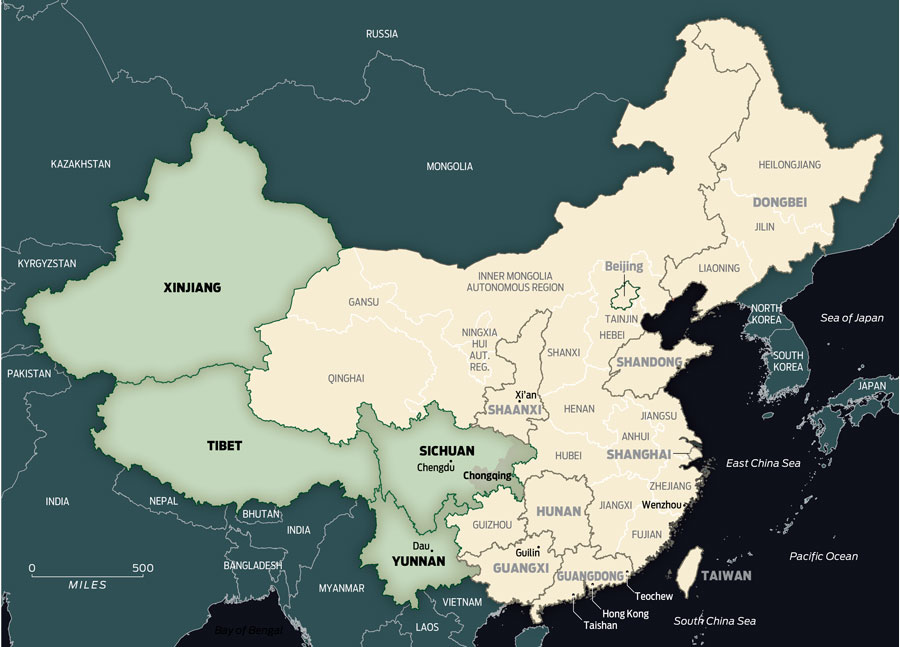 RUSSIA
KAZAKHSTAN
MONGOLIA
HEILONGJIANG
DONGBEI
JILIN
KYRGYZSTAN
XINJIANG
INNER MONGOLIA
AUTONOMOUS REGION
Beijing
LIAONING
GANSU
TAINJIN
HEBEI
NORTH
KOREA
Sea of Japan
NINGXIA
HUI
AUT.
REG.
SHANXI
SHANDONG
SOUTH
KOREA
PAKISTAN
QINGHAI
JAPAN
Xi'an
SHAANXI
HENAN
JIANGSU
TIBET
SICHUAN
Chengdu
Chongqing
ANHUI
HUBEI
SHANGHAI
East China Sea
INDIA
NEPAL
BHUTAN
INDIA
ZHEJIANG
Wenzhou
HUNAN
JIANGXI
GUIZHOU
FUJIAN
Dau
YUNNAN
Guilin
GUANGXI
GUANGDONG
TAIWAN
Pacific Ocean
0 500
MILES
BANGLADESH
MYANMAR
VIETNAM
LAOS
Teochew
Hong Kong
Taishan
South China Sea
Bay of Bengal